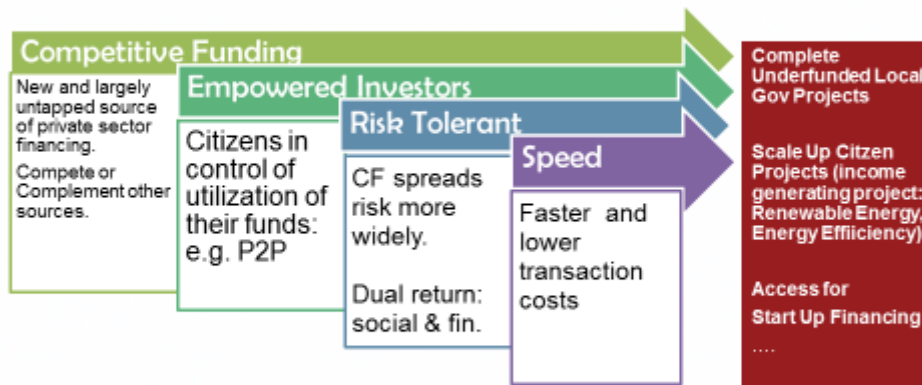 Competitive Funding
New and largely
untapped source
of private sector
financing.
Compete or
Complement other
sources.
Empowered Investors
Citizens in
control of
utilization of
their funds:
e.g. P2P
Risk Tolerant
CF spreads
risk more
widely.
Dual return:
social & fin.
Speed
Faster and
lower
transaction
costs
Complete
Underfunded Local
Gov Projects
Scale Up Citzen
Projects (income
generating project:
Renewable Energy,
Energy Effiiciency)
Access for
Start Up Financing
....